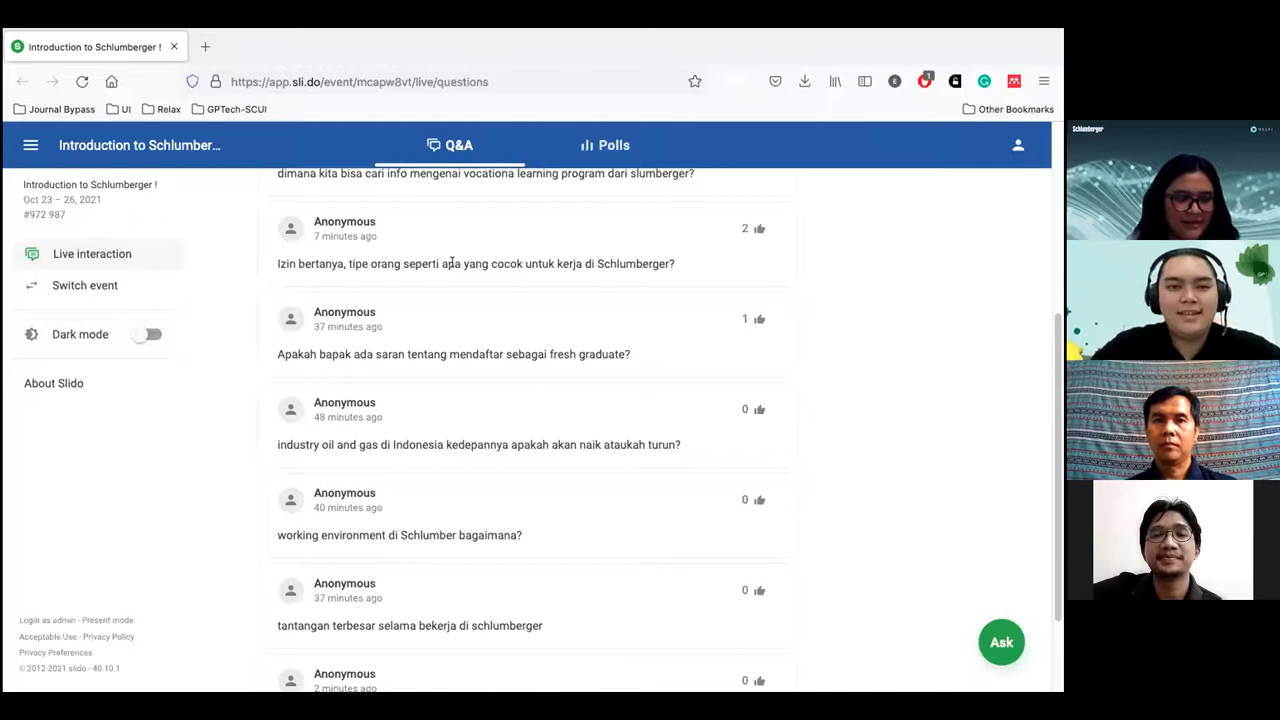 Introduction to Schlumberger !
https://app.sli.do/event/mcapw8vt/live/questions
1
Journal Bypass
UI
Relax
GPTech-SCUI
Other Bookmarks
Introduction to Schlumber...
Q&A
Polls
Introduction to Schlumberger !
Oct 23 – 26, 2021
#972 987
Live interaction
Switch event
Dark mode
About Slido
Login as admin - Present mode
Acceptable Use - Privacy Policy
Privacy Preferences
© 2012-2021 slido - 40.10.1
dimana kita bisa cari info mengenai vocationa learning program dari slumberger?
Anonymous
2
7 minutes ago
Izin bertanya, tipe orang seperti apa yang cocok untuk kerja di Schlumberger?
Anonymous
1
37 minutes ago
Apakah bapak ada saran tentang mendaftar sebagai fresh graduate?
Anonymous
0
48 minutes ago
industry oil and gas di Indonesia kedepannya apakah akan naik ataukah turun?
Anonymous
0
40 minutes ago
working environment di Schlumber bagaimana?
Anonymous
0
37 minutes ago
tantangan terbesar selama bekerja di schlumberger
Anonymous
0
2 minutes ago
Ask
Schlumberger